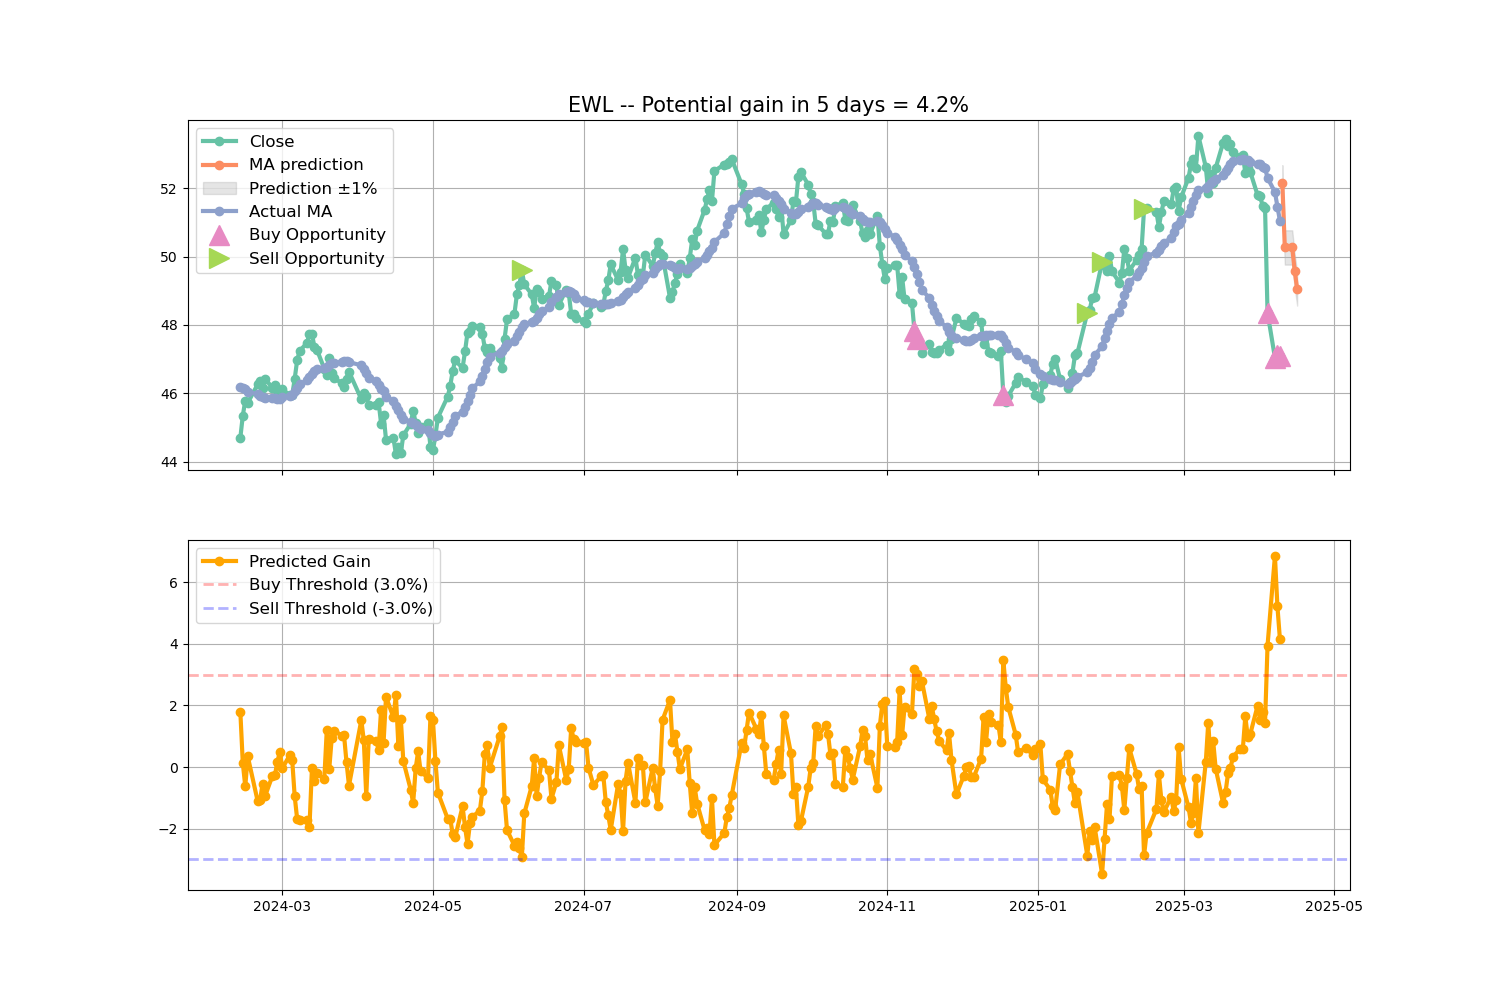 EWL -- Potential gain in 5 days = 4.2%
Close
MA prediction
Prediction ±1%
Actual MA
Buy Opportunity
Sell Opportunity
52
50
48
46
44
Predicted Gain
Buy Threshold (3.0%)
Sell Threshold (-3.0%)
6
4
2
0
−2
2024-03
2024-05
2024-07
2024-09
2024-11
2025-01
2025-03
2025-05